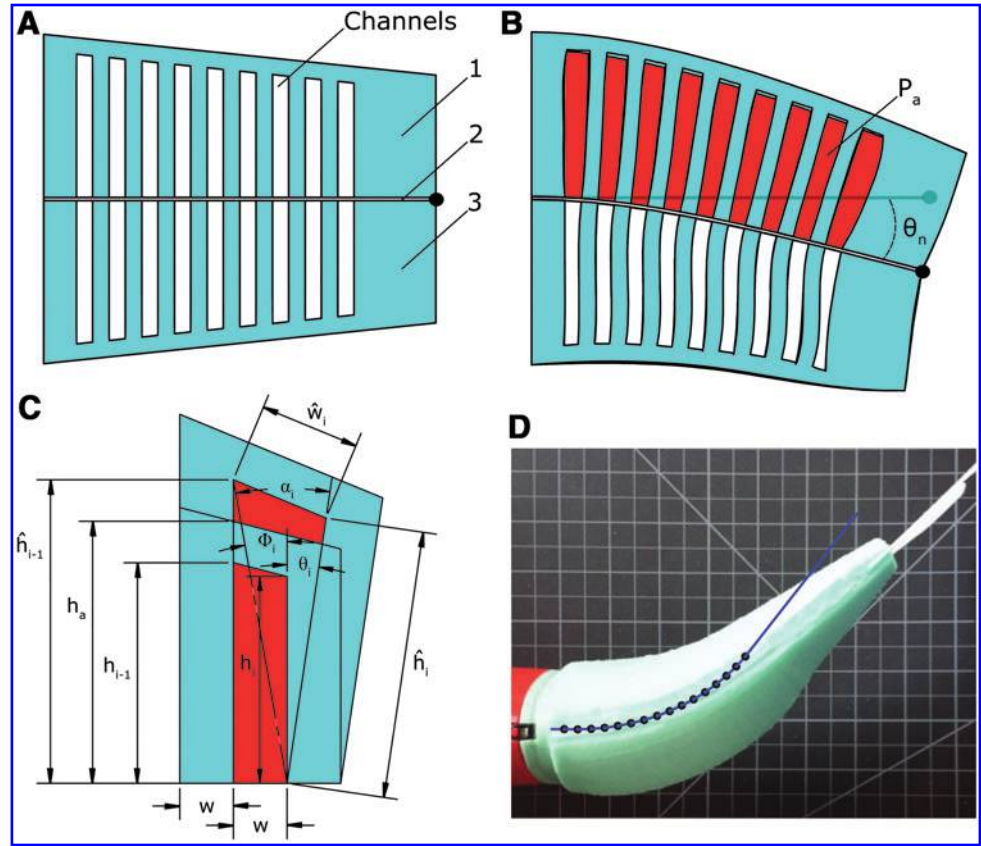 A
Channels
1
2
3
B
Pₐ
θₙ
C
ŵᵢ
αᵢ
ĥᵢ₋₁
hₐ
hᵢ₋₁
Φᵢ
θᵢ
hᵢ
ĥᵢ
w
w
D